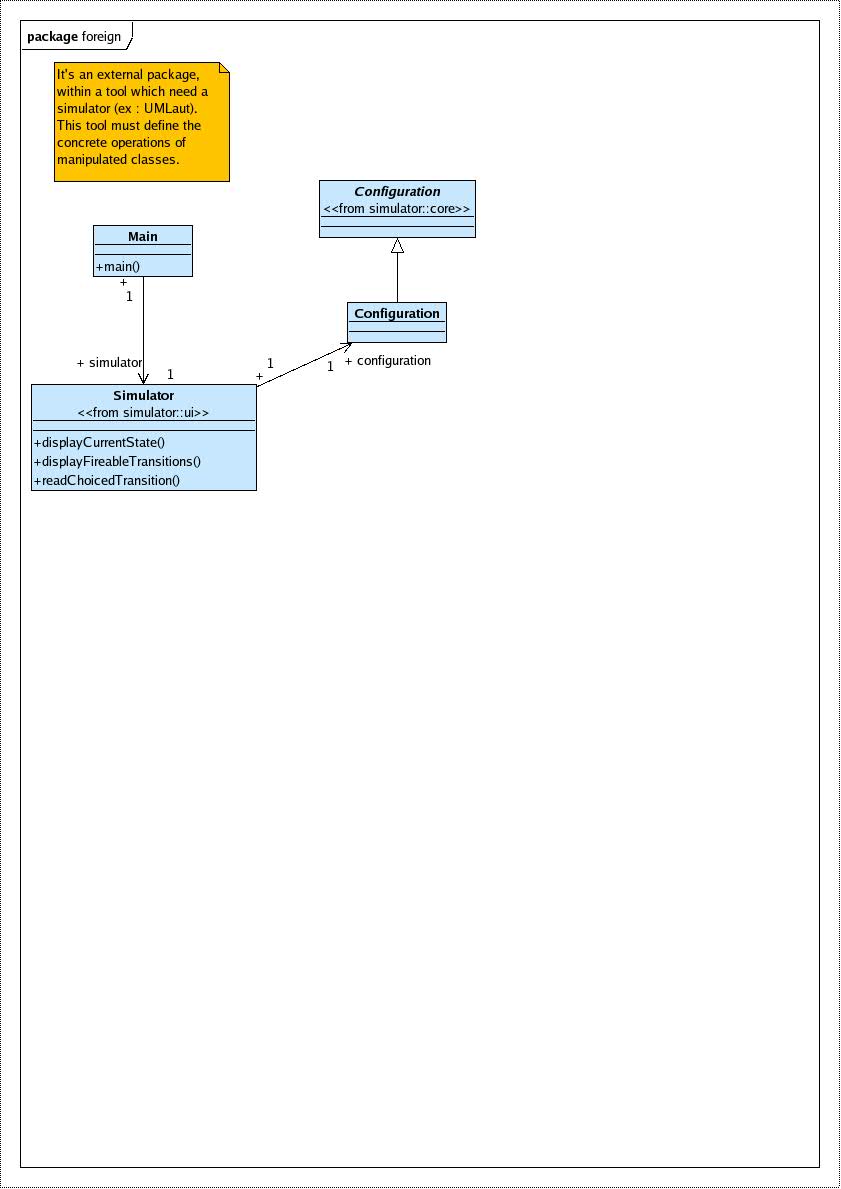 package foreign
It's an external package,
within a tool which need a
simulator (ex : UMLaut).
This tool must define the
concrete operations of
manipulated classes.
Configuration
<<from simulator::core>>
Main
+main()
+
1
Configuration
+ simulator
1
1
+
1
+ configuration
Simulator
<<from simulator::ui>>
+displayCurrentState()
+displayFireableTransitions()
+readChoicedTransition()